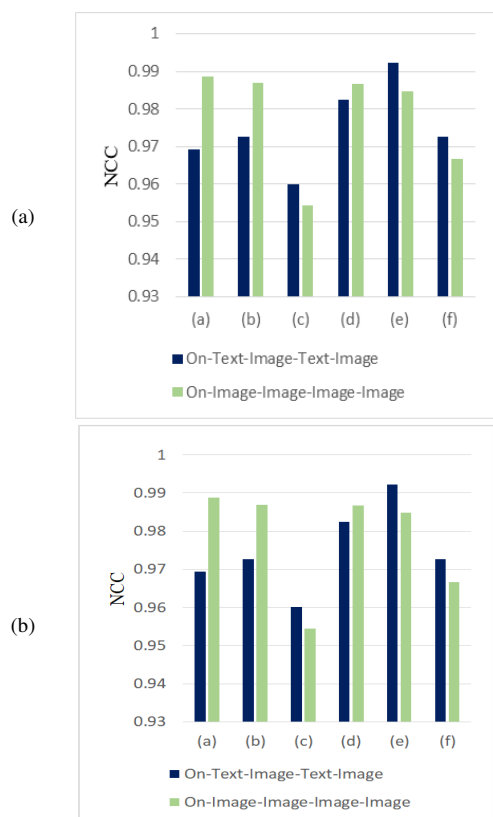 (a)
1
0.99
0.98
0.97
0.96
0.95
0.94
0.93
NCC
(a) (b) (c) (d) (e) (f)
On-Text-Image-Text-Image
On-Image-Image-Image-Image
(b)
1
0.99
0.98
0.97
0.96
0.95
0.94
0.93
NCC
(a) (b) (c) (d) (e) (f)
On-Text-Image-Text-Image
On-Image-Image-Image-Image